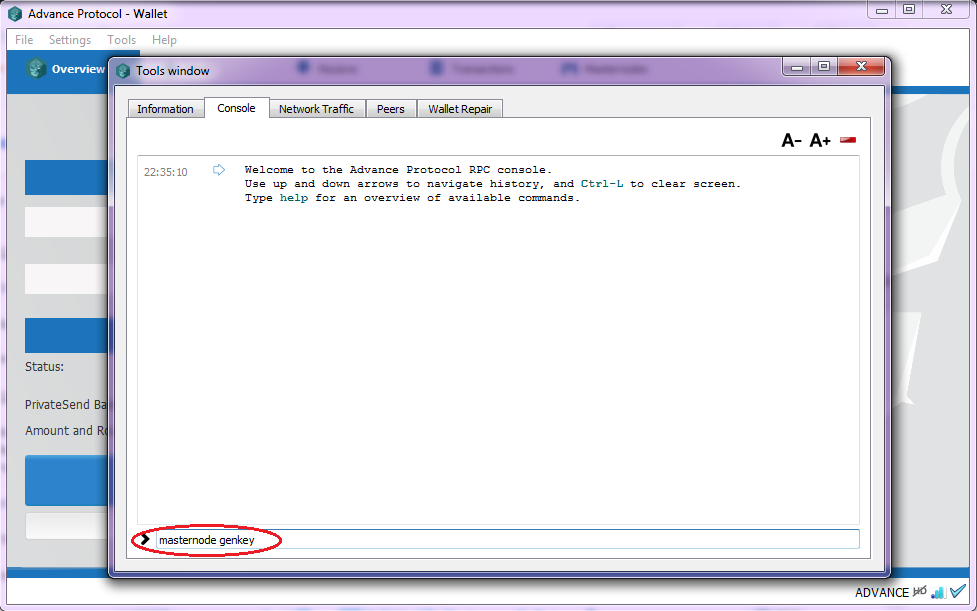 Advance Protocol - Wallet
File Settings Tools Help
Overview
Transactions
Masternodes
Tools window
Information Console Network Traffic Peers Wallet Repair
A- A+
22:35:10
Welcome to the Advance Protocol RPC console.
Use up and down arrows to navigate history, and Ctrl-L to clear screen.
Type help for an overview of available commands.
Status:
PrivateSend Ba
Amount and Ro
masternode genkey
ADVANCE HD